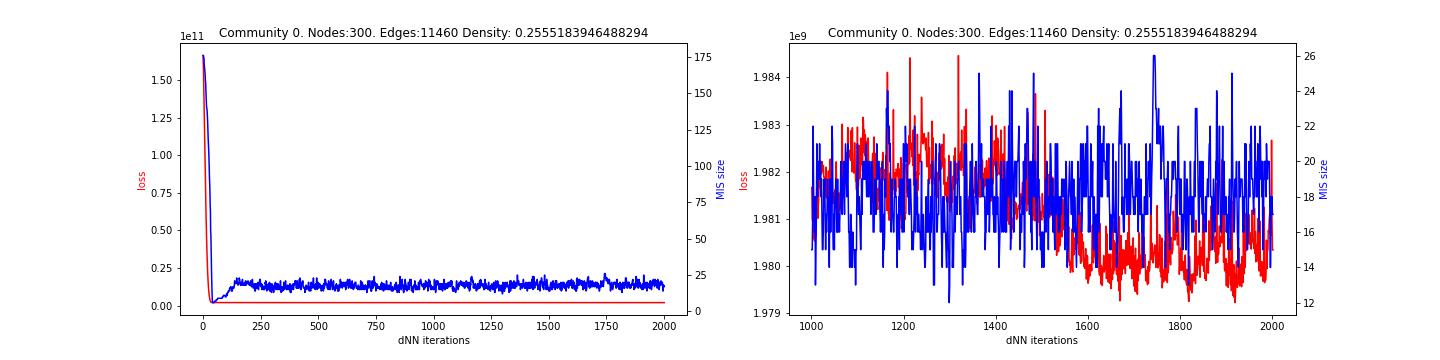 Community 0. Nodes:300. Edges:11460 Density: 0.2555183946488294
1e11
1.50
1.25
1.00
0.75
0.50
0.25
0.00
loss
175
150
125
100
75
50
25
0
MIS size
0 250 500 750 1000 1250 1500 1750 2000
dNN iterations
Community 0. Nodes:300. Edges:11460 Density: 0.2555183946488294
1e9
1.984
1.983
1.982
1.981
1.980
1.979
loss
26
24
22
20
18
16
14
12
MIS size
1000 1200 1400 1600 1800 2000
dNN iterations